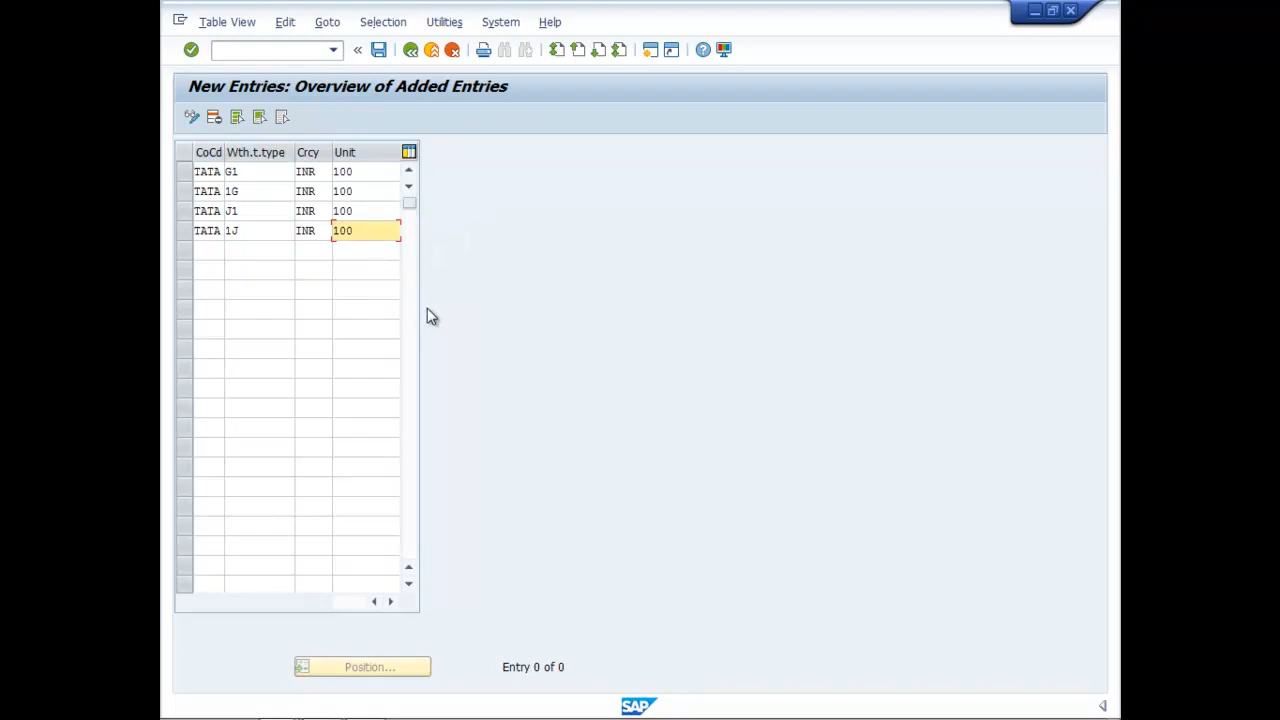 Table View Edit Goto Selection Utilities System Help
New Entries: Overview of Added Entries
CoCd Wth.t.type Crcy Unit
TATA G1 INR 100
TATA 1G INR 100
TATA J1 INR 100
TATA 1J INR 100
Position... Entry 0 of 0
SAP